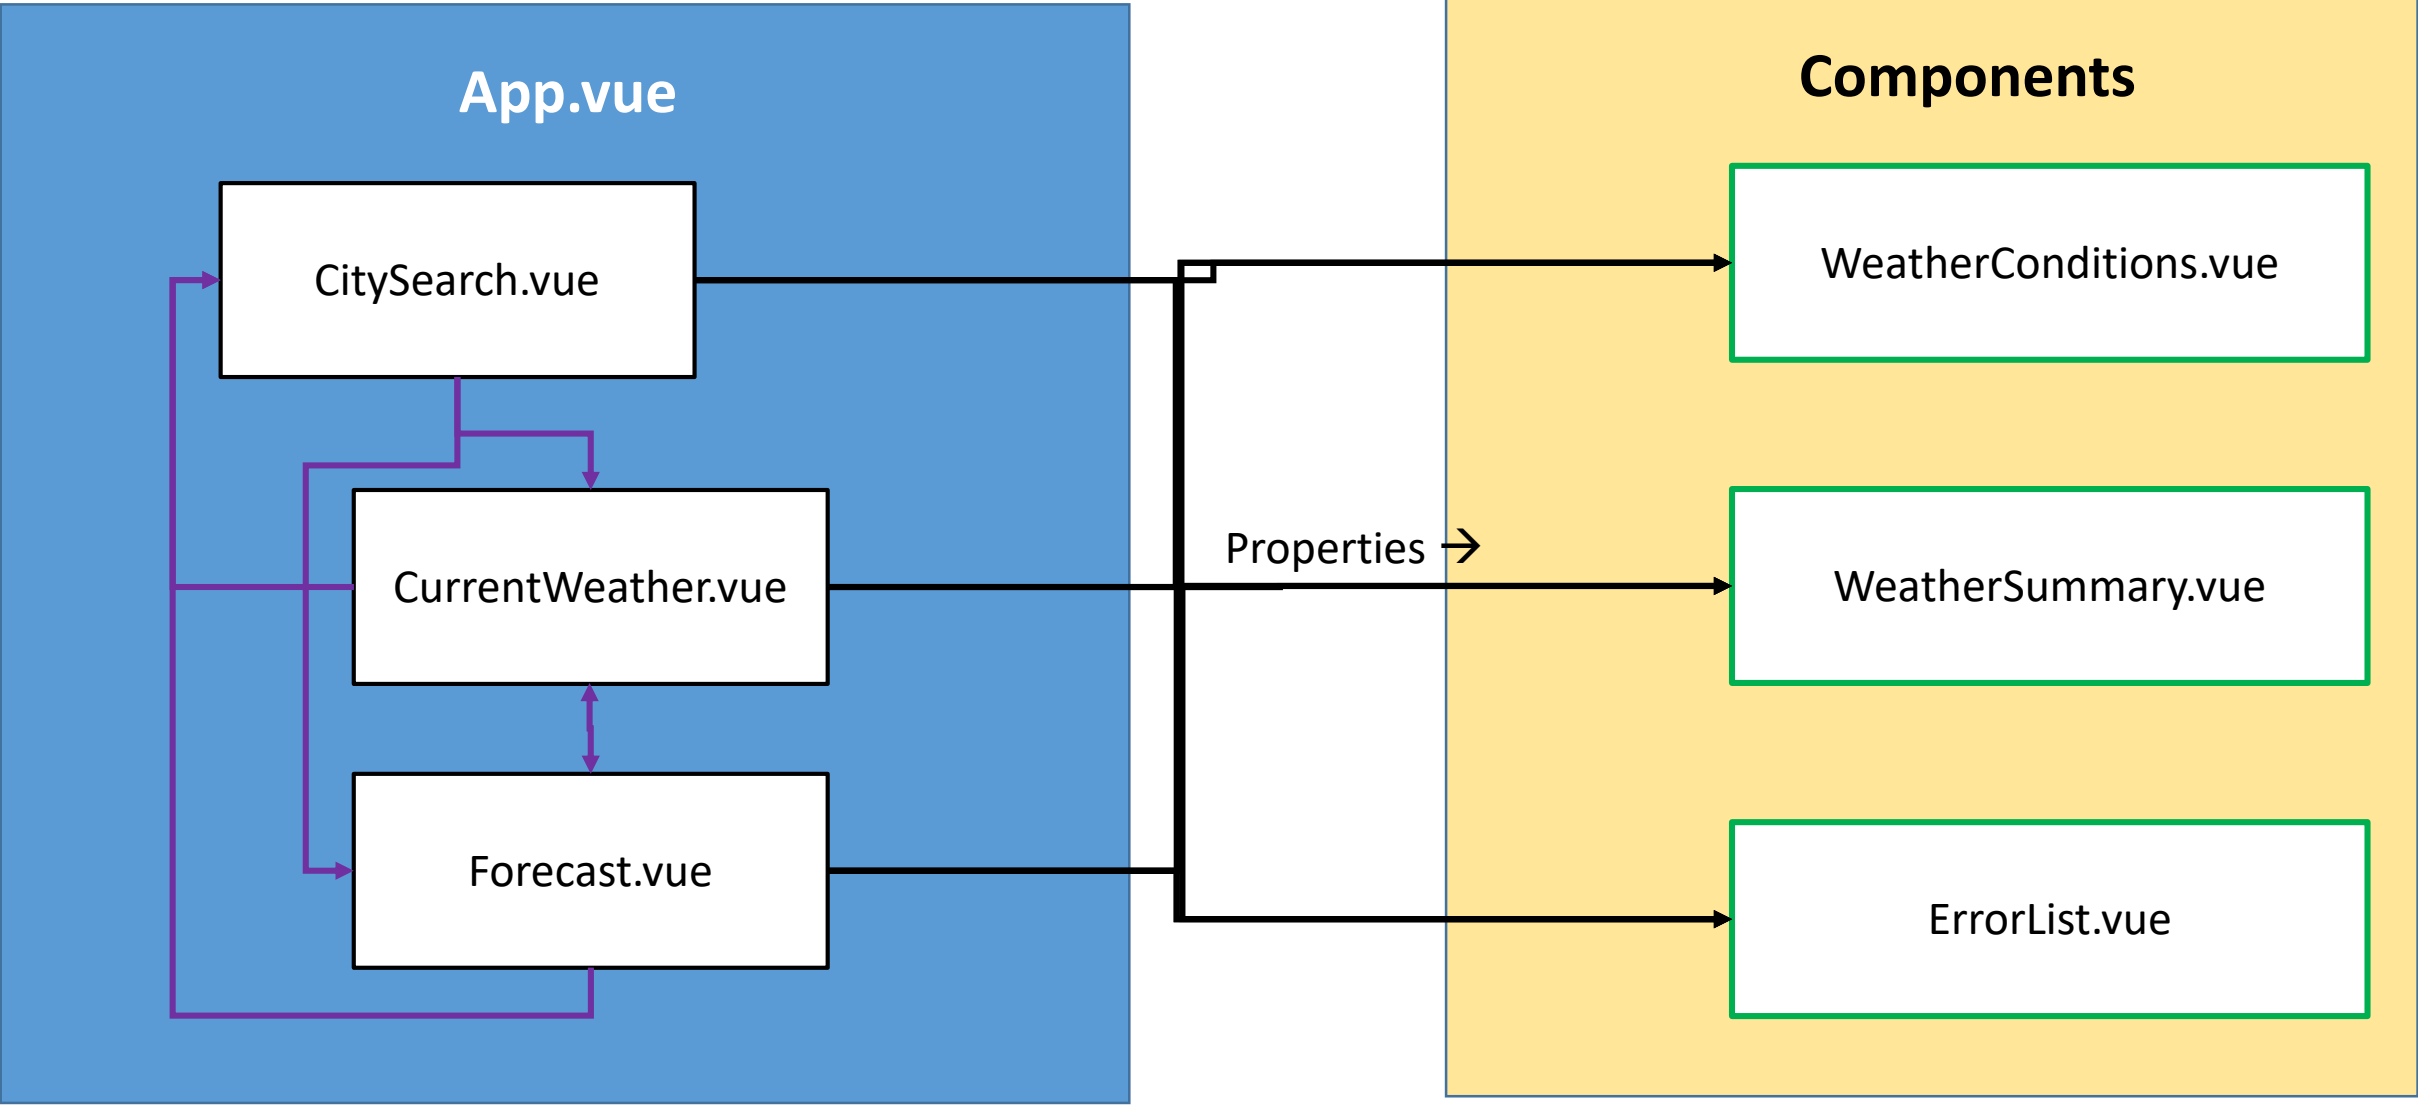 App.vue
CitySearch.vue
CurrentWeather.vue
Forecast.vue
Properties →
Components
WeatherConditions.vue
WeatherSummary.vue
ErrorList.vue